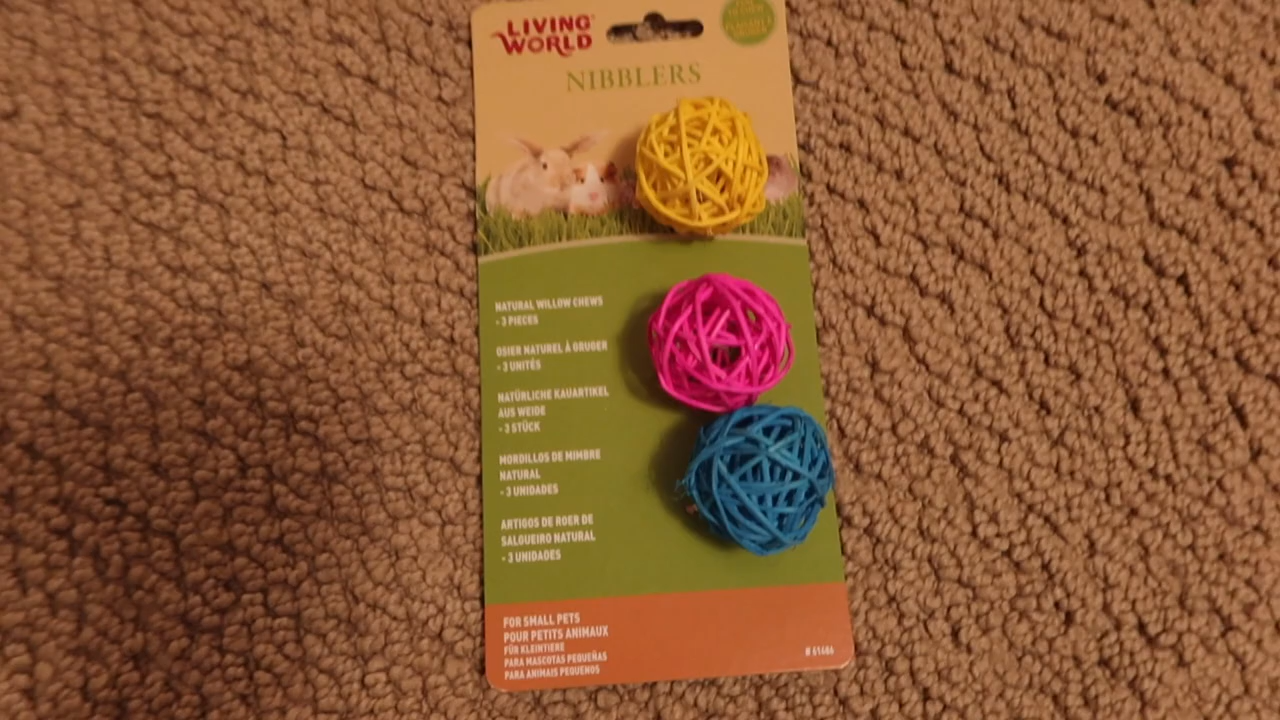 LIVING
WORLD
NIBBLERS
NATURAL WILLOW CHEWS
- 3 PIECES
OSIER NATUREL À GRUGER
- 3 UNITÉS
NATÜRLICHE KAUARTIKEL
AUS WEIDE
- 3 STÜCK
MORDILLOS DE MIMBRE
NATURAL
- 3 UNIDADES
ARTIGOS DE ROER DE
SALGUEIRO NATURAL
- 3 UNIDADES
FOR SMALL PETS
POUR PETITS ANIMAUX
FÜR KLEINTIERE
PARA MASCOTAS PEQUEÑAS
PARA ANIMAIS PEQUENOS
# 61466